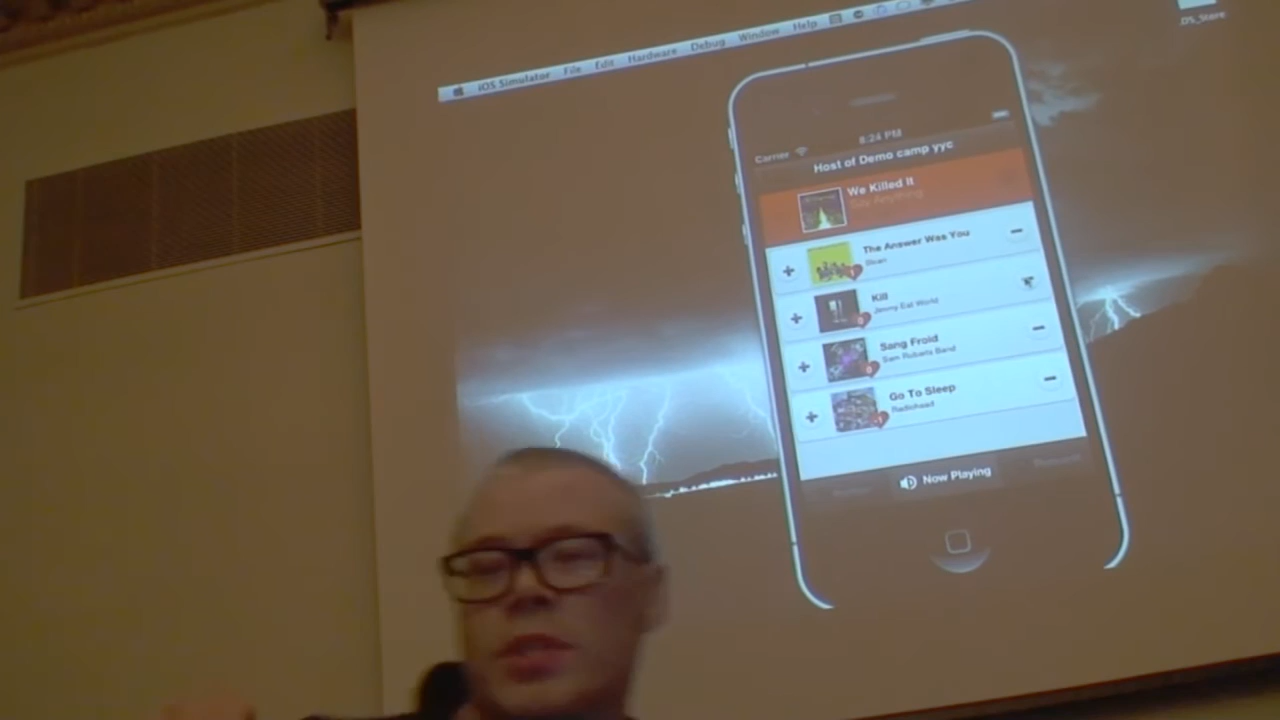 iOS Simulator File Edit Hardware Debug Window Help
.DS_Store
Carrier 8:24 PM
Host of Demo camp yyc
We Killed It
Say Anything
The Answer Was You
Sloan
Kill
Jimmy Eat World
Sang Froid
Sam Roberts Band
Go To Sleep
Radiohead
Now Playing